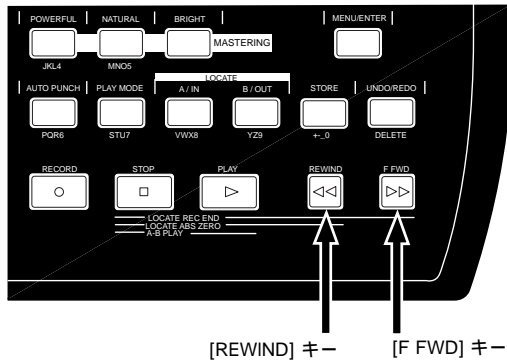 POWERFUL NATURAL BRIGHT MENU/ENTER
MASTERING
JKL4 MNO5
LOCATE
AUTO PUNCH PLAY MODE A / IN B / OUT STORE UNDO/REDO
PQR6 STU7 VWX8 YZ9 +-_0 DELETE
RECORD STOP PLAY REWIND F FWD
LOCATE REC END
LOCATE ABS ZERO
A-B PLAY
[REWIND] キー [F FWD] キー